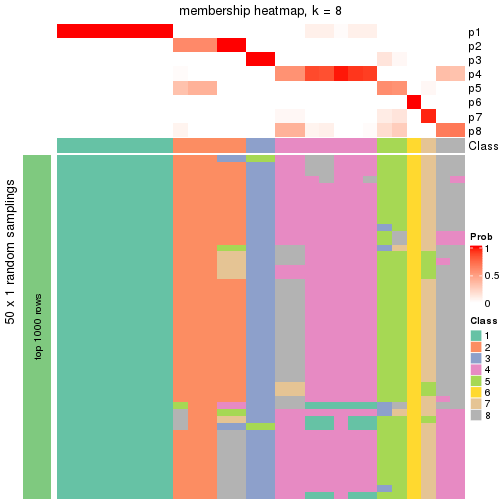 membership heatmap, k = 8
p1
p2
p3
p4
p5
p6
p7
p8
Class
50 x 1 random samplings
top 1000 rows
Prob
1
0.5
0
Class
1
2
3
4
5
6
7
8